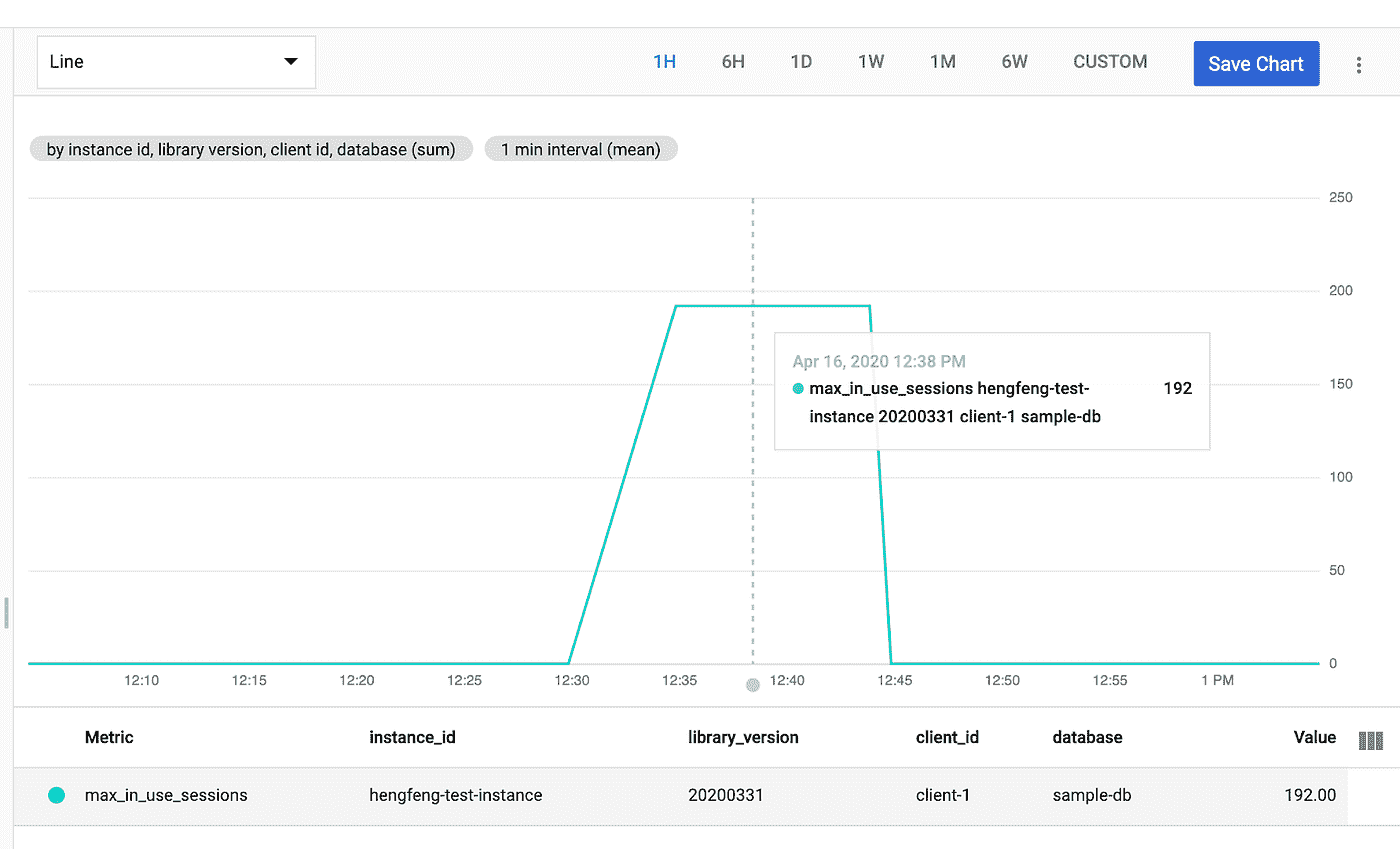 Line
1H 6H 1D 1W 1M 6W CUSTOM Save Chart
by instance id, library version, client id, database (sum) 1 min interval (mean)
250
200
150
100
50
0
Apr 16, 2020 12:38 PM
max_in_use_sessions hengfeng-test- 192
instance 20200331 client-1 sample-db
12:10 12:15 12:20 12:25 12:30 12:35 12:40 12:45 12:50 12:55 1 PM
Metric instance_id library_version client_id database Value
max_in_use_sessions hengfeng-test-instance 20200331 client-1 sample-db 192.00